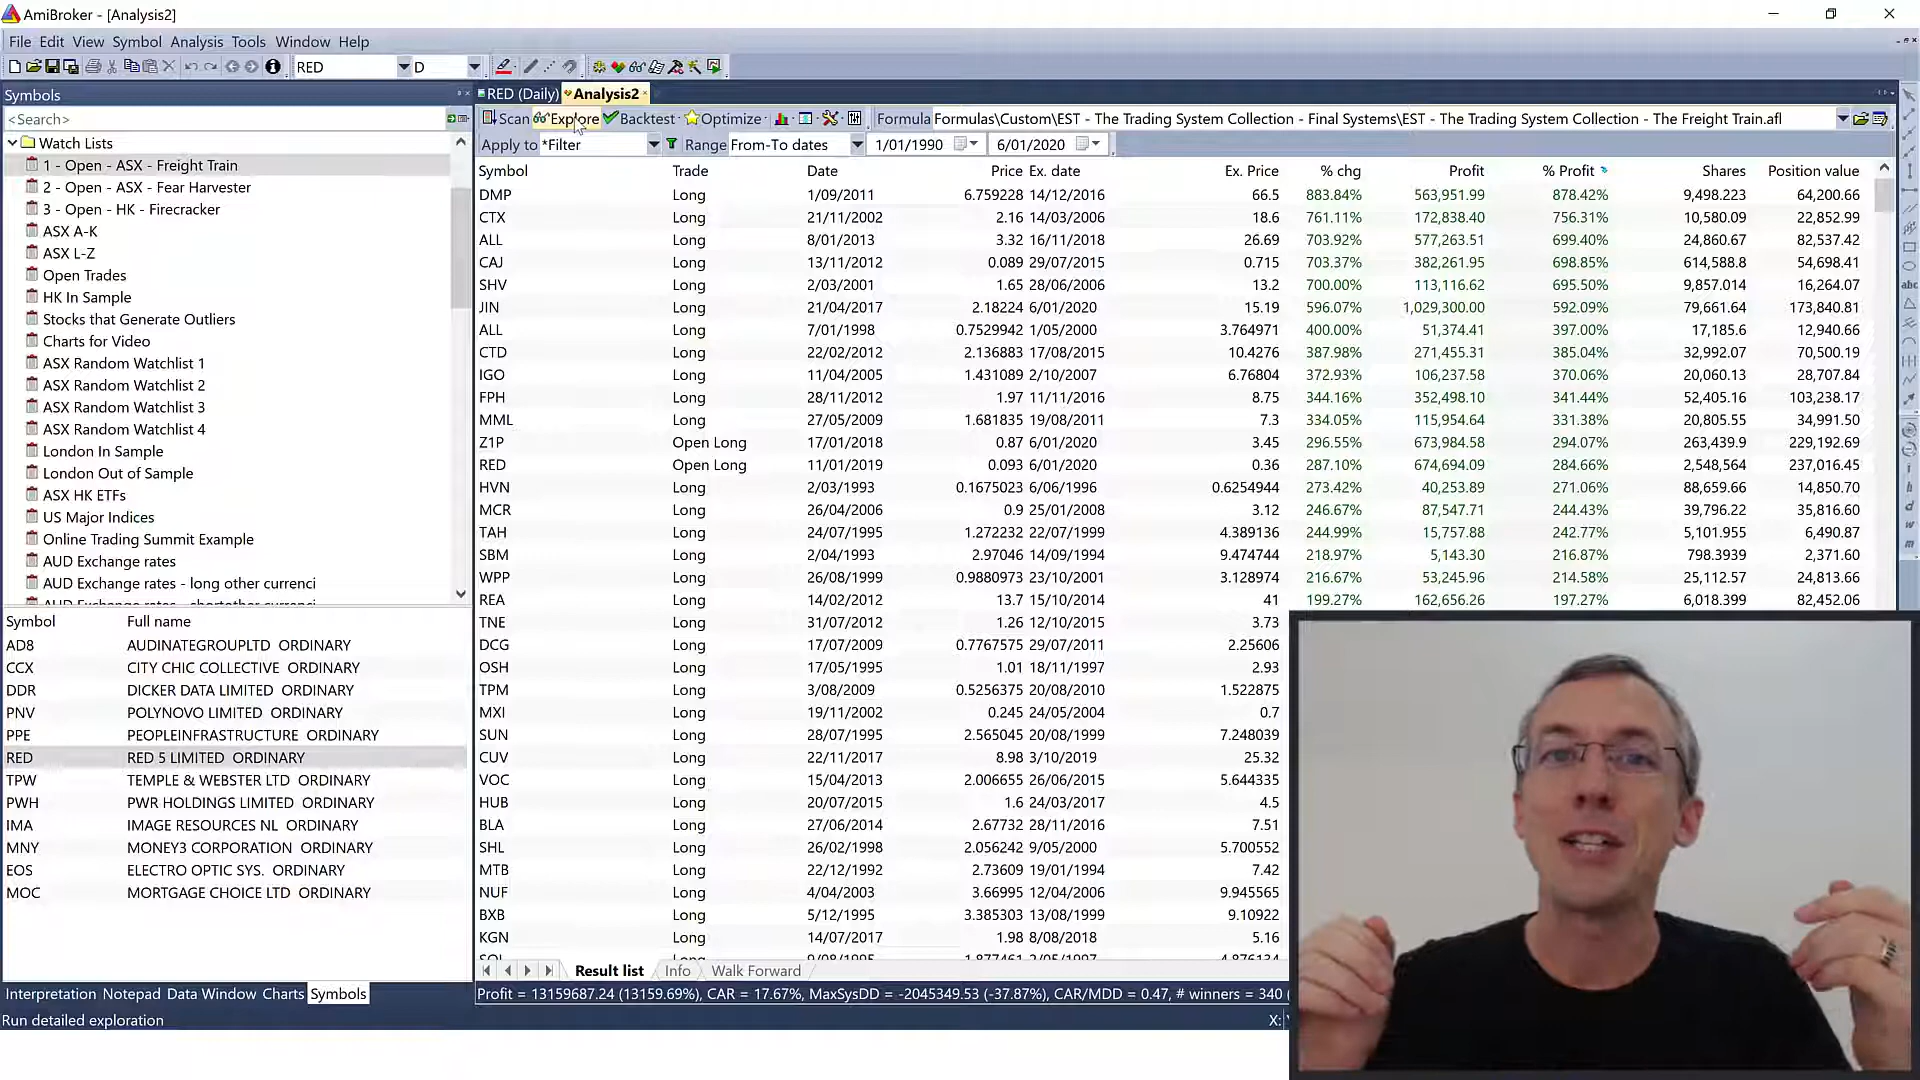 AmiBroker - [Analysis2]
File Edit View Symbol Analysis Tools Window Help
RED D
Symbols
RED (Daily) Analysis2
<Search>
Scan Explore Backtest Optimize Formula Formulas\Custom\EST - The Trading System Collection - Final Systems\EST - The Trading System Collection - The Freight Train.afl
Apply to *Filter Range From-To dates 1/01/1990 6/01/2020
Watch Lists
1 - Open - ASX - Freight Train
2 - Open - ASX - Fear Harvester
3 - Open - HK - Firecracker
ASX A-K
ASX L-Z
Open Trades
HK In Sample
Stocks that Generate Outliers
Charts for Video
ASX Random Watchlist 1
ASX Random Watchlist 2
ASX Random Watchlist 3
ASX Random Watchlist 4
London In Sample
London Out of Sample
ASX HK ETFs
US Major Indices
Online Trading Summit Example
AUD Exchange rates
AUD Exchange rates - long other currenci
AUD Exchange rates - shortother currenci
Symbol Full name
AD8 AUDINATEGROUPLTD ORDINARY
CCX CITY CHIC COLLECTIVE ORDINARY
DDR DICKER DATA LIMITED ORDINARY
PNV POLYNOVO LIMITED ORDINARY
PPE PEOPLEINFRASTRUCTURE ORDINARY
RED RED 5 LIMITED ORDINARY
TPW TEMPLE & WEBSTER LTD ORDINARY
PWH PWR HOLDINGS LIMITED ORDINARY
IMA IMAGE RESOURCES NL ORDINARY
MNY MONEY3 CORPORATION ORDINARY
EOS ELECTRO OPTIC SYS. ORDINARY
MOC MORTGAGE CHOICE LTD ORDINARY
Symbol Trade Date Price Ex. date Ex. Price % chg Profit % Profit Shares Position value
DMP Long 1/09/2011 6.759228 14/12/2016 66.5 883.84% 563,951.99 878.42% 9,498.223 64,200.66
CTX Long 21/11/2002 2.16 14/03/2006 18.6 761.11% 172,838.40 756.31% 10,580.09 22,852.99
ALL Long 8/01/2013 3.32 16/11/2018 26.69 703.92% 577,263.51 699.40% 24,860.67 82,537.42
CAJ Long 13/11/2012 0.089 29/07/2015 0.715 703.37% 382,261.95 698.85% 614,588.8 54,698.41
SHV Long 2/03/2001 1.65 28/06/2006 13.2 700.00% 113,116.62 695.50% 9,857.014 16,264.07
JIN Long 21/04/2017 2.18224 6/01/2020 15.19 596.07% 1,029,300.00 592.09% 79,661.64 173,840.81
ALL Long 7/01/1998 0.7529942 1/05/2000 3.764971 400.00% 51,374.41 397.00% 17,185.6 12,940.66
CTD Long 22/02/2012 2.136883 17/08/2015 10.4276 387.98% 271,455.31 385.04% 32,992.07 70,500.19
IGO Long 11/04/2005 1.431089 2/10/2007 6.76804 372.93% 106,237.58 370.06% 20,060.13 28,707.84
FPH Long 28/11/2012 1.97 11/11/2016 8.75 344.16% 352,498.10 341.44% 52,405.16 103,238.17
MML Long 27/05/2009 1.681835 19/08/2011 7.3 334.05% 115,954.64 331.38% 20,805.55 34,991.50
Z1P Open Long 17/01/2018 0.87 6/01/2020 3.45 296.55% 673,984.58 294.07% 263,439.9 229,192.69
RED Open Long 11/01/2019 0.093 6/01/2020 0.36 287.10% 674,694.09 284.66% 2,548,564 237,016.45
HVN Long 2/03/1993 0.1675023 6/06/1996 0.6254944 273.42% 40,253.89 271.06% 88,659.66 14,850.70
MCR Long 26/04/2006 0.9 25/01/2008 3.12 246.67% 87,547.71 244.43% 39,796.22 35,816.60
TAH Long 24/07/1995 1.272232 22/07/1999 4.389136 244.99% 15,757.88 242.77% 5,101.955 6,490.87
SBM Long 2/04/1993 2.97046 14/09/1994 9.474744 218.97% 5,143.30 216.87% 798.3939 2,371.60
WPP Long 26/08/1999 0.9880973 23/10/2001 3.128974 216.67% 53,245.96 214.58% 25,112.57 24,813.66
REA Long 14/02/2012 13.7 15/10/2014 41 199.27% 162,656.26 197.27% 6,018.399 82,452.06
TNE Long 31/07/2012 1.26 12/10/2015 3.73
DCG Long 17/07/2009 0.7767575 29/07/2011 2.25606
OSH Long 17/05/1995 1.01 18/11/1997 2.93
TPM Long 3/08/2009 0.5256375 20/08/2010 1.522875
MXI Long 19/11/2002 0.245 24/05/2004 0.7
SUN Long 28/07/1995 2.565045 20/08/1999 7.248039
CUV Long 22/11/2017 8.98 3/10/2019 25.32
VOC Long 15/04/2013 2.006655 26/06/2015 5.644335
HUB Long 20/07/2015 1.6 24/03/2017 4.5
BLA Long 27/06/2014 2.67732 28/11/2016 7.51
SHL Long 26/02/1998 2.056242 9/05/2000 5.700552
MTB Long 22/12/1992 2.73609 19/01/1994 7.42
NUF Long 4/04/2003 3.66995 12/04/2006 9.945565
BXB Long 5/12/1995 3.385303 13/08/1999 9.10922
KGN Long 14/07/2017 1.98 8/08/2018 5.16
Result list Info Walk Forward
Interpretation Notepad Data Window Charts Symbols
Profit = 13159687.24 (13159.69%), CAR = 17.67%, MaxSysDD = -2045349.53 (-37.87%), CAR/MDD = 0.47, # winners = 340 (
Run detailed exploration
X: